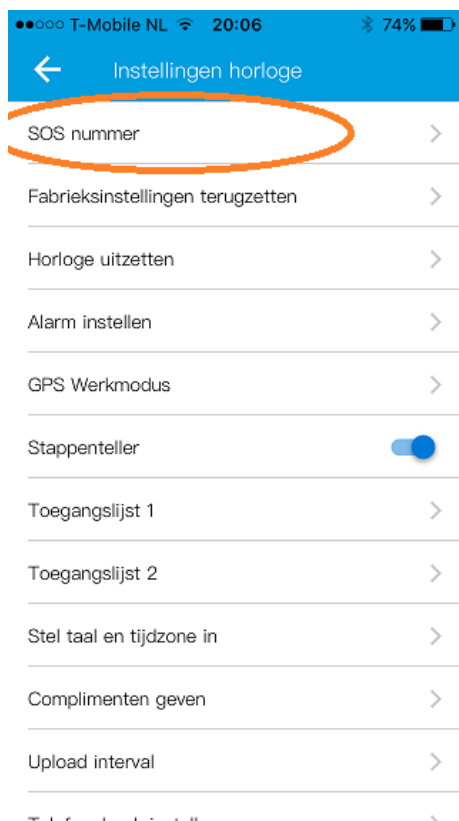 T-Mobile NL 20:06 74%
Instellingen horloge
SOS nummer
Fabrieksinstellingen terugzetten
Horloge uitzetten
Alarm instellen
GPS Werkmodus
Stappenteller
Toegangslijst 1
Toegangslijst 2
Stel taal en tijdzone in
Complimenten geven
Upload interval